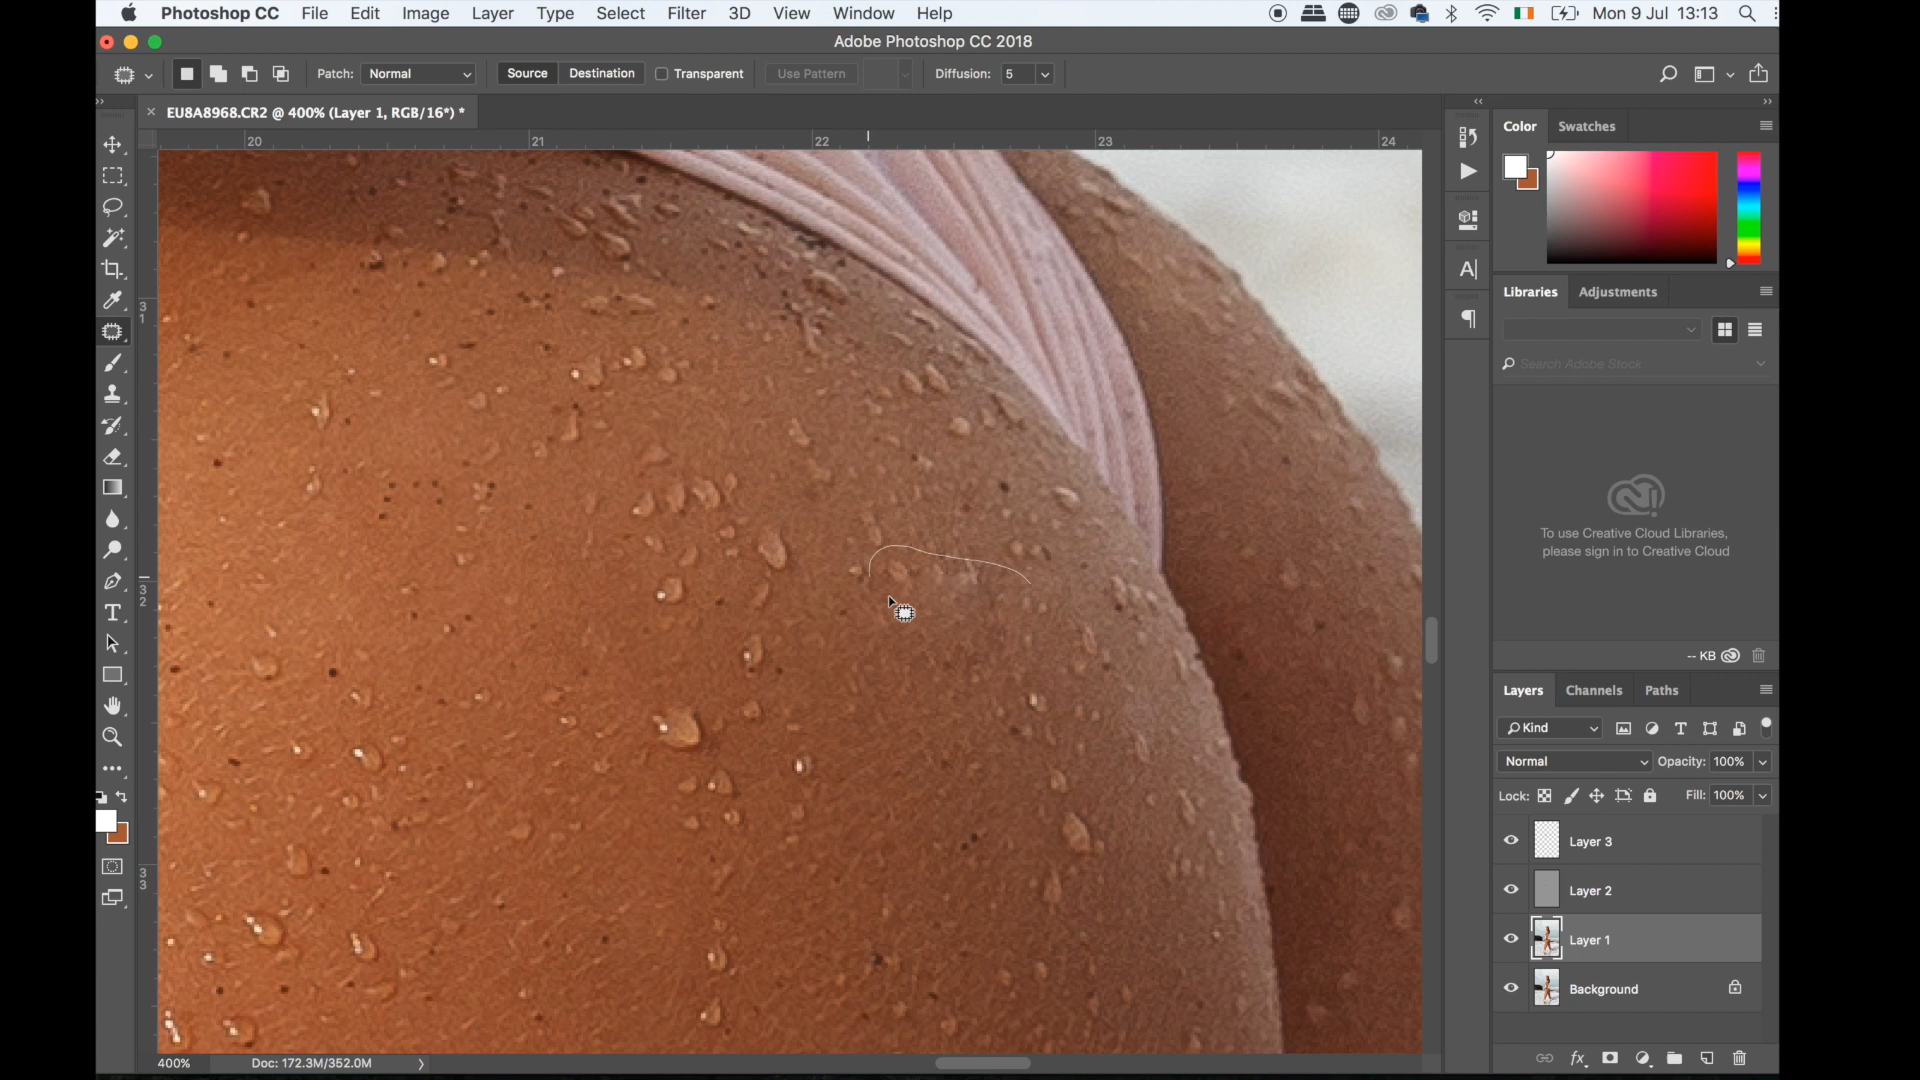 Photoshop CC File Edit Image Layer Type Select Filter 3D View Window Help Mon 9 Jul 13:13
Adobe Photoshop CC 2018
Patch: Normal Source Destination Transparent Use Pattern Diffusion: 5
EU8A8968.CR2 @ 400% (Layer 1, RGB/16*) *
20 21 22 23 24
31
32
33
Color Swatches
Libraries Adjustments
Search Adobe Stock
To use Creative Cloud Libraries,
please sign in to Creative Cloud
-- KB
Layers Channels Paths
Kind
Normal Opacity: 100%
Lock: Fill: 100%
Layer 3
Layer 2
Layer 1
Background
400% Doc: 172.3M/352.0M